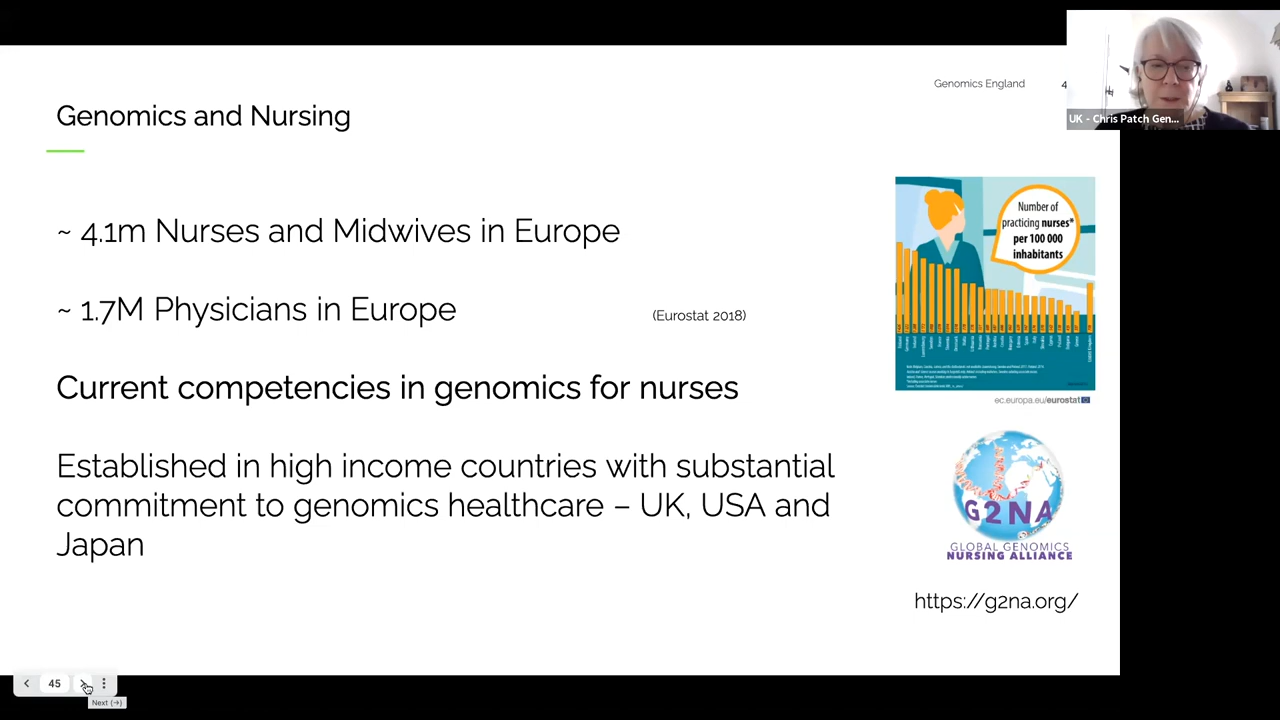 Genomics England
4
UK - Chris Patch Gen...
Genomics and Nursing
~ 4.1m Nurses and Midwives in Europe
~ 1.7M Physicians in Europe
(Eurostat 2018)
Current competencies in genomics for nurses
Established in high income countries with substantial
commitment to genomics healthcare – UK, USA and
Japan
Number of
practicing nurses*
per 100 000
inhabitants
ec.europa.eu/eurostat
G2NA
GLOBAL GENOMICS
NURSING ALLIANCE
https://g2na.org/
45
Next (→)